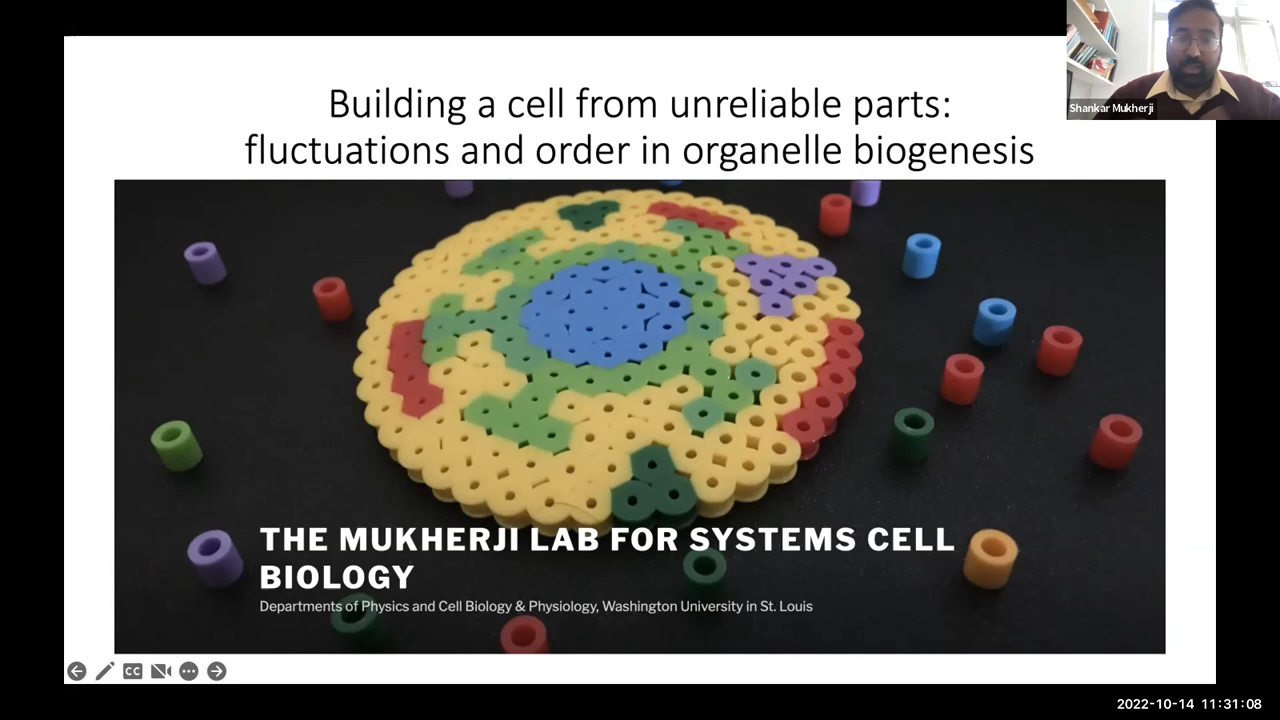 Building a cell from unreliable parts:
fluctuations and order in organelle biogenesis
Shankar Mukherji
THE MUKHERJI LAB FOR SYSTEMS CELL
BIOLOGY
Departments of Physics and Cell Biology & Physiology, Washington University in St. Louis
CC
2022-10-14 11:31:08